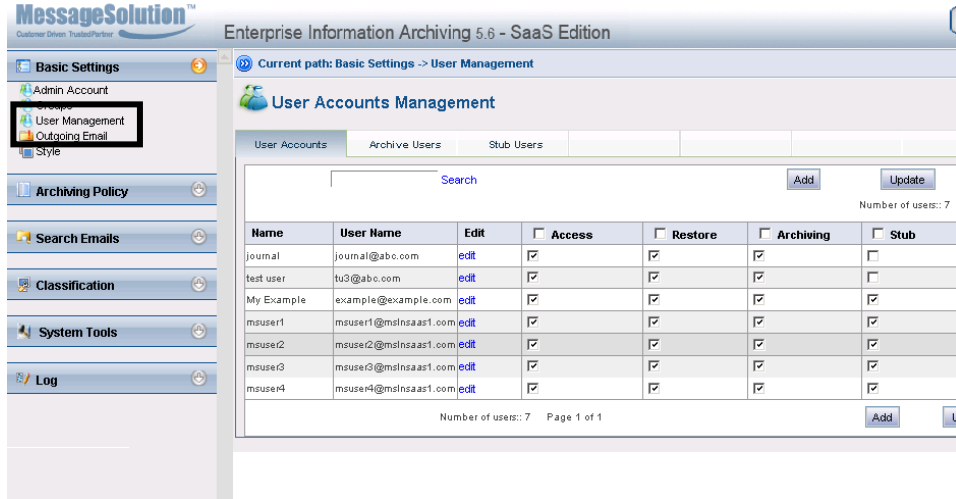 MessageSolution™
Customer Driven TrustedPartner
Enterprise Information Archiving 5.6 - SaaS Edition
Basic Settings
Admin Account
Groups
User Management
Outgoing Email
Style
Archiving Policy
Search Emails
Classification
System Tools
Log
Current path: Basic Settings -> User Management
User Accounts Management
User Accounts Archive Users Stub Users
Search Add Update
Number of users:: 7
Name User Name Edit Access Restore Archiving Stub
journal journal@abc.com edit
test user tu3@abc.com edit
My Example example@example.com edit
msuser1 msuser1@mslnsaas1.com edit
msuser2 msuser2@mslnsaas1.com edit
msuser3 msuser3@mslnsaas1.com edit
msuser4 msuser4@mslnsaas1.com edit
Number of users:: 7 Page 1 of 1 Add